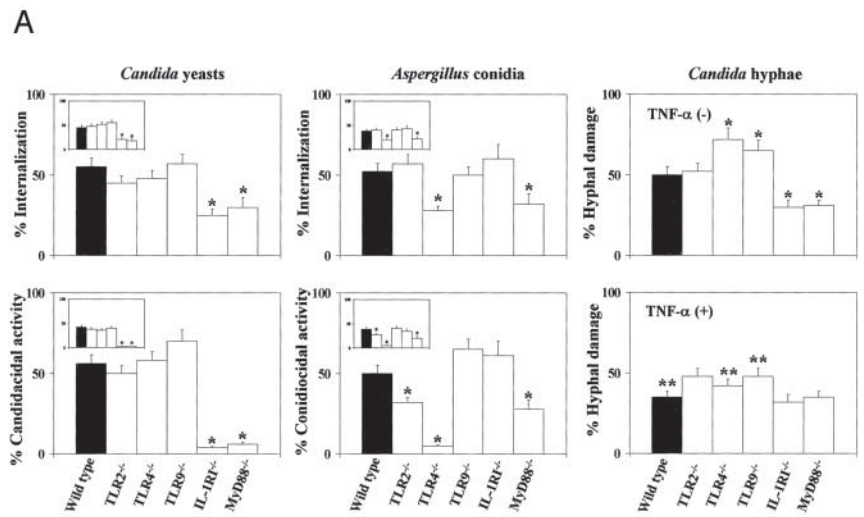 A
Candida yeasts
Aspergillus conidia
Candida hyphae
% Internalization
100
50
0
*
*
% Internalization
100
50
0
*
*
% Hyphal damage
100
50
0
TNF-α (-)
*
*
*
*
% Candidacidal activity
100
50
0
*
*
% Conidiocidal activity
100
50
0
*
*
*
% Hyphal damage
100
50
0
TNF-α (+)
**
**
**
Wild type
TLR2-/-
TLR4-/-
TLR9-/-
IL-1RI-/-
MyD88-/-
Wild type
TLR2-/-
TLR4-/-
TLR9-/-
IL-1RI-/-
MyD88-/-
Wild type
TLR2-/-
TLR4-/-
TLR9-/-
IL-1RI-/-
MyD88-/-